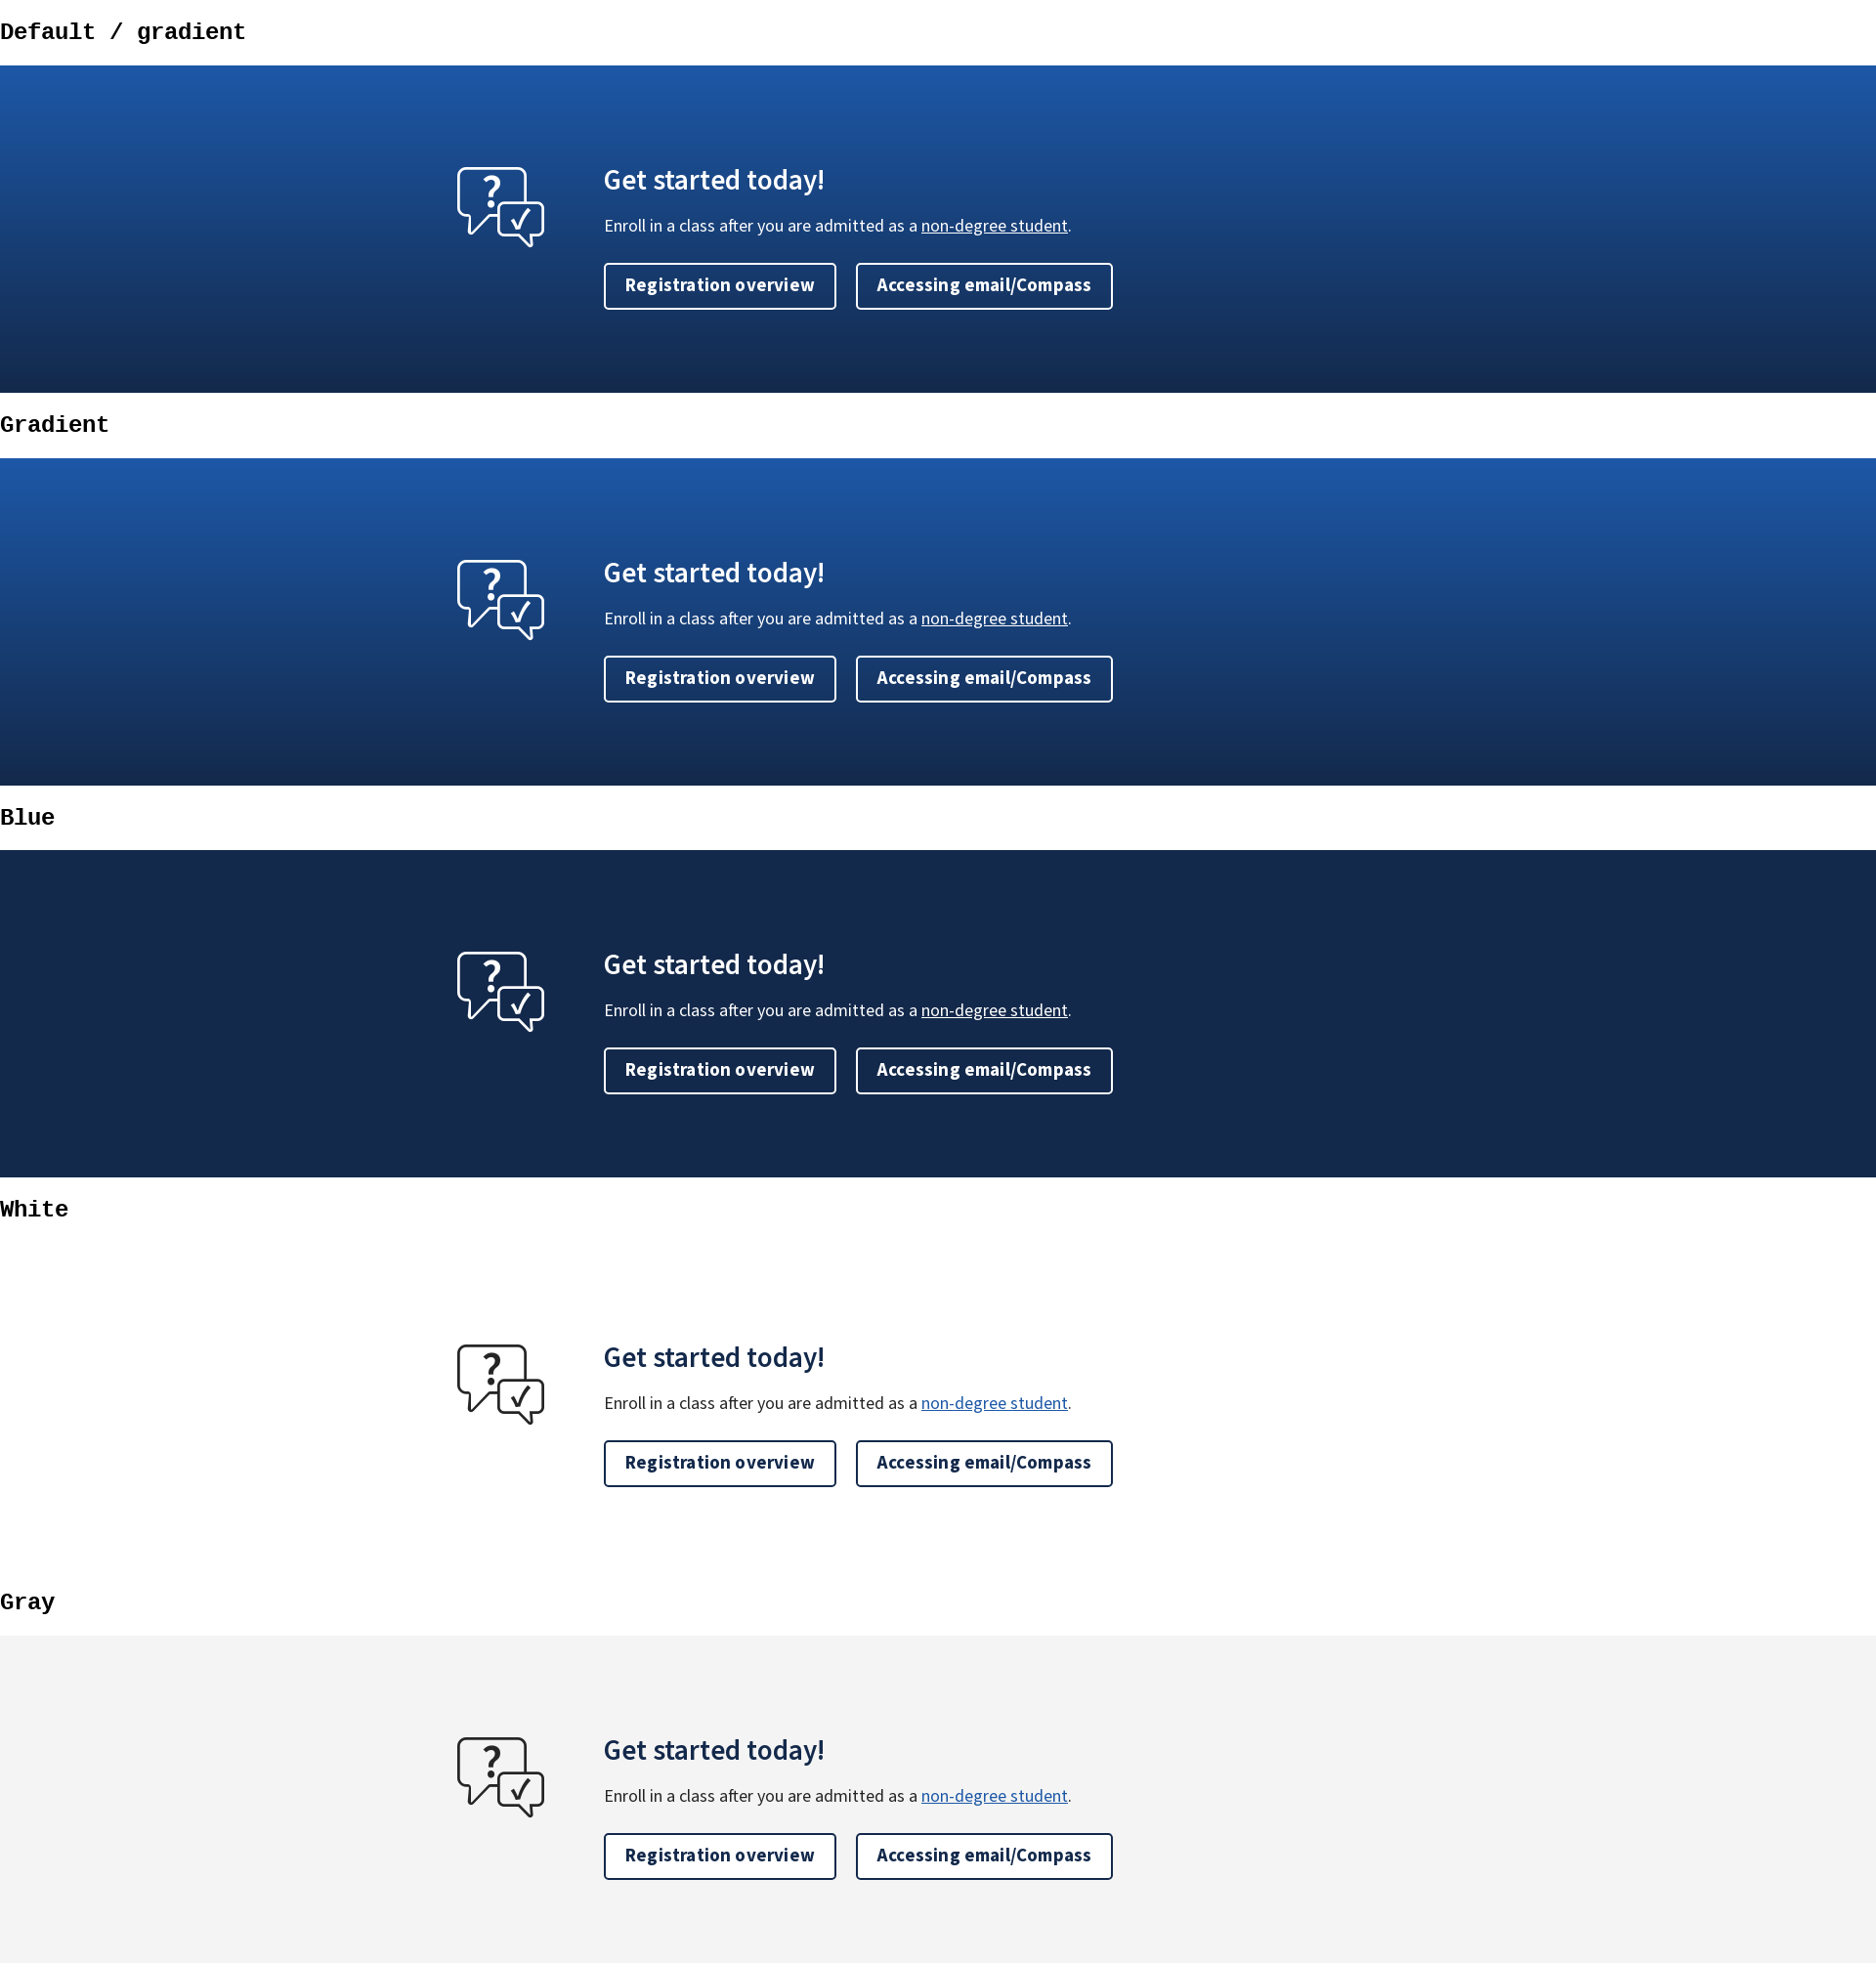 Default / gradient
?
Get started today!
Enroll in a class after you are admitted as a non-degree student.
Registration overview Accessing email/Compass
Gradient
?
Get started today!
Enroll in a class after you are admitted as a non-degree student.
Registration overview Accessing email/Compass
Blue
?
Get started today!
Enroll in a class after you are admitted as a non-degree student.
Registration overview Accessing email/Compass
White
?
Get started today!
Enroll in a class after you are admitted as a non-degree student.
Registration overview Accessing email/Compass
Gray
?
Get started today!
Enroll in a class after you are admitted as a non-degree student.
Registration overview Accessing email/Compass